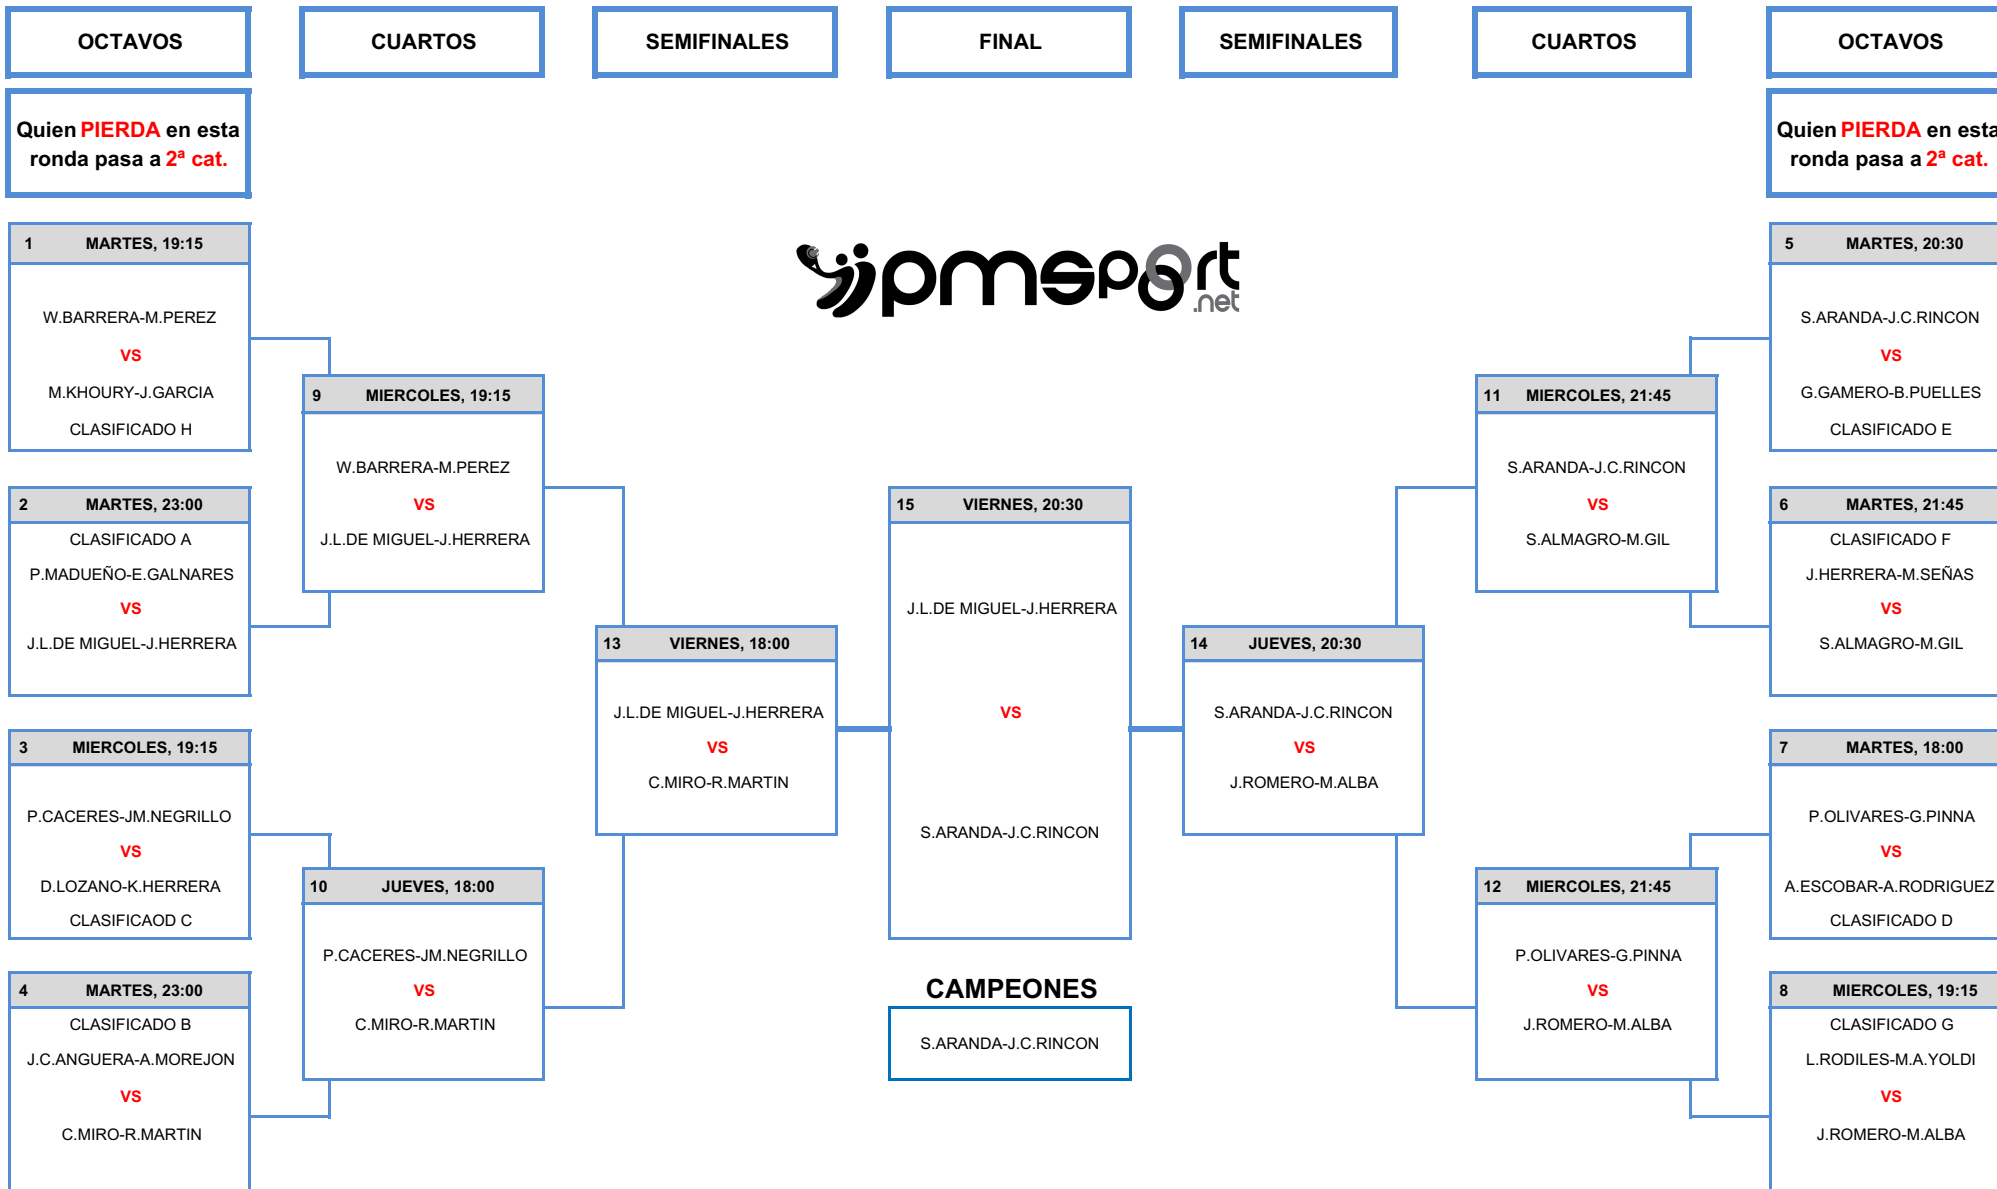 OCTAVOS
CUARTOS
SEMIFINALES
FINAL
SEMIFINALES
CUARTOS
OCTAVOS
Quien PIERDA en esta
ronda pasa a 2ª cat.
Quien PIERDA en esta
ronda pasa a 2ª cat.
pmsport
.net
1 MARTES, 19:15
W.BARRERA-M.PEREZ
VS
M.KHOURY-J.GARCIA
CLASIFICADO H
2 MARTES, 23:00
CLASIFICADO A
P.MADUEÑO-E.GALNARES
VS
J.L.DE MIGUEL-J.HERRERA
3 MIERCOLES, 19:15
P.CACERES-JM.NEGRILLO
VS
D.LOZANO-K.HERRERA
CLASIFICAOD C
4 MARTES, 23:00
CLASIFICADO B
J.C.ANGUERA-A.MOREJON
VS
C.MIRO-R.MARTIN
9 MIERCOLES, 19:15
W.BARRERA-M.PEREZ
VS
J.L.DE MIGUEL-J.HERRERA
10 JUEVES, 18:00
P.CACERES-JM.NEGRILLO
VS
C.MIRO-R.MARTIN
13 VIERNES, 18:00
J.L.DE MIGUEL-J.HERRERA
VS
C.MIRO-R.MARTIN
15 VIERNES, 20:30
J.L.DE MIGUEL-J.HERRERA
VS
S.ARANDA-J.C.RINCON
CAMPEONES
S.ARANDA-J.C.RINCON
14 JUEVES, 20:30
S.ARANDA-J.C.RINCON
VS
J.ROMERO-M.ALBA
11 MIERCOLES, 21:45
S.ARANDA-J.C.RINCON
VS
S.ALMAGRO-M.GIL
12 MIERCOLES, 21:45
P.OLIVARES-G.PINNA
VS
J.ROMERO-M.ALBA
5 MARTES, 20:30
S.ARANDA-J.C.RINCON
VS
G.GAMERO-B.PUELLES
CLASIFICADO E
6 MARTES, 21:45
CLASIFICADO F
J.HERRERA-M.SEÑAS
VS
S.ALMAGRO-M.GIL
7 MARTES, 18:00
P.OLIVARES-G.PINNA
VS
A.ESCOBAR-A.RODRIGUEZ
CLASIFICADO D
8 MIERCOLES, 19:15
CLASIFICADO G
L.RODILES-M.A.YOLDI
VS
J.ROMERO-M.ALBA